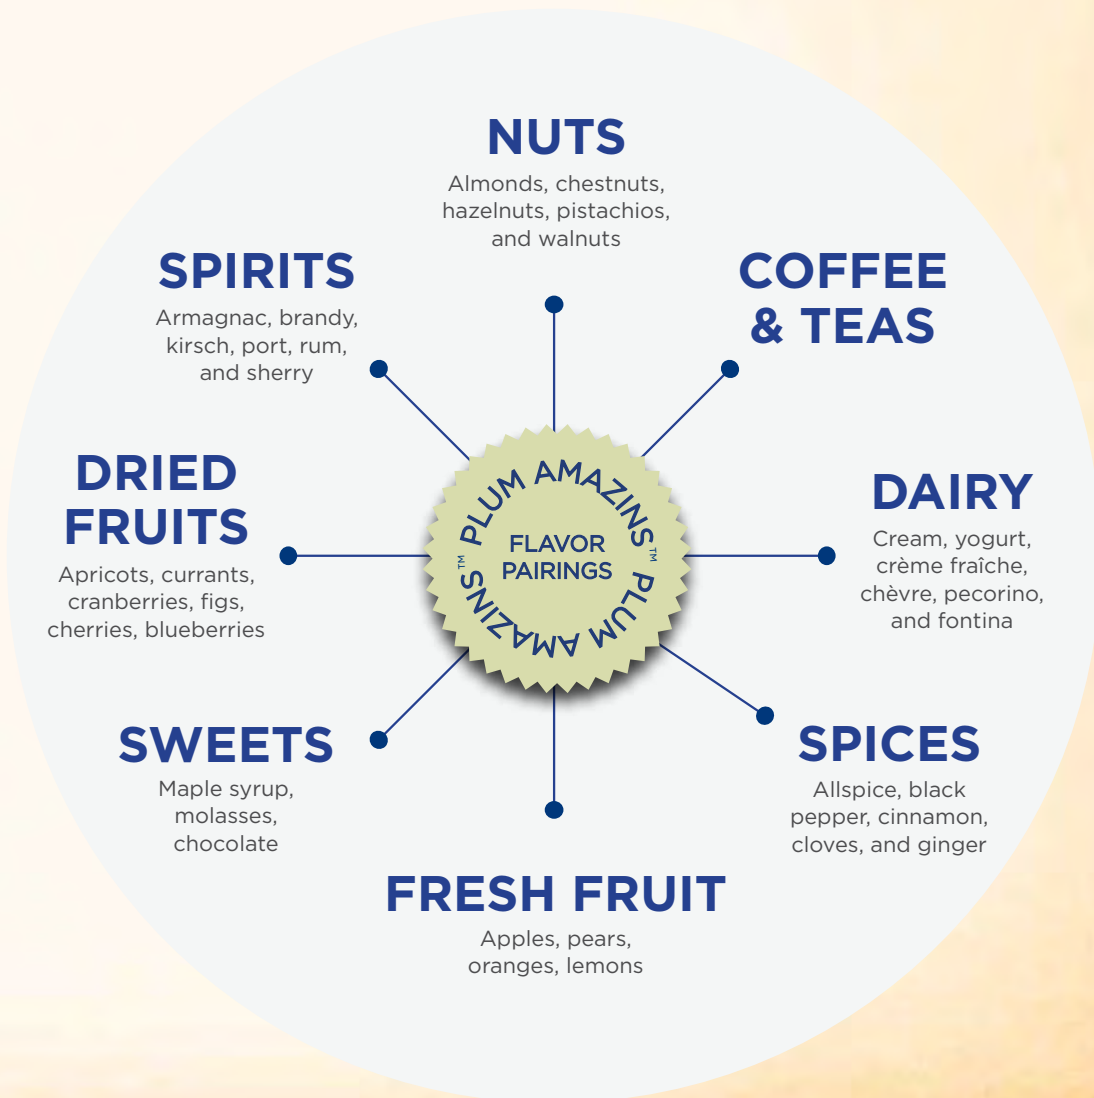 NUTS
Almonds, chestnuts,
hazelnuts, pistachios,
and walnuts
COFFEE
& TEAS
DAIRY
Cream, yogurt,
crème fraîche,
chèvre, pecorino,
and fontina
SPICES
Allspice, black
pepper, cinnamon,
cloves, and ginger
FRESH FRUIT
Apples, pears,
oranges, lemons
SWEETS
Maple syrup,
molasses,
chocolate
DRIED
FRUITS
Apricots, currants,
cranberries, figs,
cherries, blueberries
SPIRITS
Armagnac, brandy,
kirsch, port, rum,
and sherry
PLUM AMAZINS™
PLUM AMAZINS™
FLAVOR
PAIRINGS